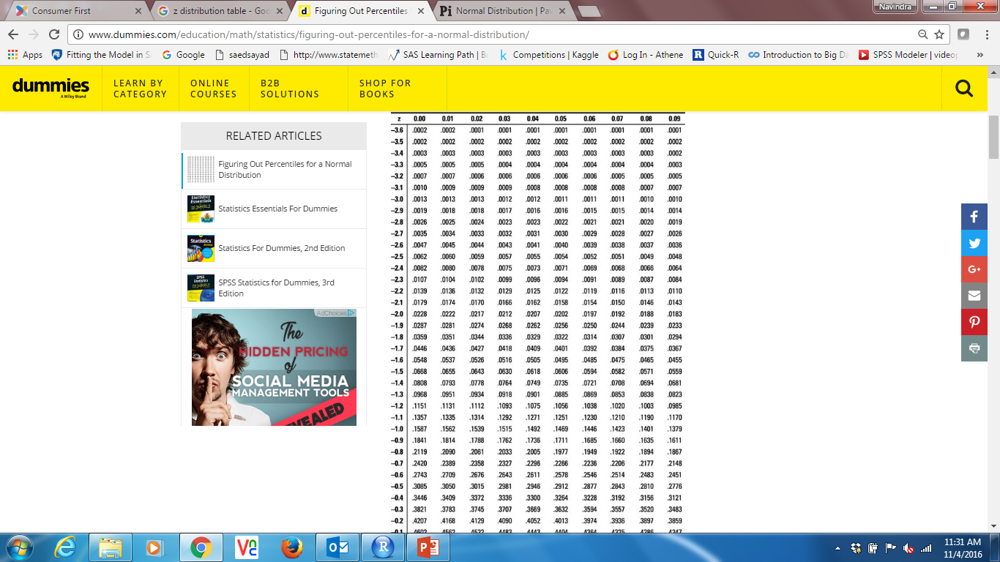 Consumer First
z distribution table - Goo
Figuring Out Percentiles
Normal Distribution | Pav
Navindra
www.dummies.com/education/math/statistics/figuring-out-percentiles-for-a-normal-distribution/
Apps Fitting the Model in S Google saedsayad http://www.statemeth SAS Learning Path | B Competitions | Kaggle Log In - Athene Quick-R Introduction to Big Da SPSS Modeler | videop »
dummies
A Wiley Brand
LEARN BY
CATEGORY
ONLINE
COURSES
B2B
SOLUTIONS
SHOP FOR
BOOKS
RELATED ARTICLES
Figuring Out Percentiles for a Normal
Distribution
Statistics Essentials For Dummies
Statistics For Dummies, 2nd Edition
SPSS Statistics for Dummies, 3rd
Edition
AdChoices
The
HIDDEN PRICING
of
SOCIAL MEDIA
MANAGEMENT TOOLS
REVEALED
z 0.00 0.01 0.02 0.03 0.04 0.05 0.06 0.07 0.08 0.09
–3.6 .0002 .0002 .0001 .0001 .0001 .0001 .0001 .0001 .0001 .0001
–3.5 .0002 .0002 .0002 .0002 .0002 .0002 .0002 .0002 .0002 .0002
–3.4 .0003 .0003 .0003 .0003 .0003 .0003 .0003 .0003 .0003 .0002
–3.3 .0005 .0005 .0005 .0004 .0004 .0004 .0004 .0004 .0004 .0003
–3.2 .0007 .0007 .0006 .0006 .0006 .0006 .0006 .0005 .0005 .0005
–3.1 .0010 .0009 .0009 .0009 .0008 .0008 .0008 .0008 .0007 .0007
–3.0 .0013 .0013 .0013 .0012 .0012 .0011 .0011 .0011 .0010 .0010
–2.9 .0019 .0018 .0018 .0017 .0016 .0016 .0015 .0015 .0014 .0014
–2.8 .0026 .0025 .0024 .0023 .0023 .0022 .0021 .0021 .0020 .0019
–2.7 .0035 .0034 .0033 .0032 .0031 .0030 .0029 .0028 .0027 .0026
–2.6 .0047 .0045 .0044 .0043 .0041 .0040 .0039 .0038 .0037 .0036
–2.5 .0062 .0060 .0059 .0057 .0055 .0054 .0052 .0051 .0049 .0048
–2.4 .0082 .0080 .0078 .0075 .0073 .0071 .0069 .0068 .0066 .0064
–2.3 .0107 .0104 .0102 .0099 .0096 .0094 .0091 .0089 .0087 .0084
–2.2 .0139 .0136 .0132 .0129 .0125 .0122 .0119 .0116 .0113 .0110
–2.1 .0179 .0174 .0170 .0166 .0162 .0158 .0154 .0150 .0146 .0143
–2.0 .0228 .0222 .0217 .0212 .0207 .0202 .0197 .0192 .0188 .0183
–1.9 .0287 .0281 .0274 .0268 .0262 .0256 .0250 .0244 .0239 .0233
–1.8 .0359 .0351 .0344 .0336 .0329 .0322 .0314 .0307 .0301 .0294
–1.7 .0446 .0436 .0427 .0418 .0409 .0401 .0392 .0384 .0375 .0367
–1.6 .0548 .0537 .0526 .0516 .0505 .0495 .0485 .0475 .0465 .0455
–1.5 .0668 .0655 .0643 .0630 .0618 .0606 .0594 .0582 .0571 .0559
–1.4 .0808 .0793 .0778 .0764 .0749 .0735 .0721 .0708 .0694 .0681
–1.3 .0968 .0951 .0934 .0918 .0901 .0885 .0869 .0853 .0838 .0823
–1.2 .1151 .1131 .1112 .1093 .1075 .1056 .1038 .1020 .1003 .0985
–1.1 .1357 .1335 .1314 .1292 .1271 .1251 .1230 .1210 .1190 .1170
–1.0 .1587 .1562 .1539 .1515 .1492 .1469 .1446 .1423 .1401 .1379
–0.9 .1841 .1814 .1788 .1762 .1736 .1711 .1685 .1660 .1635 .1611
–0.8 .2119 .2090 .2061 .2033 .2005 .1977 .1949 .1922 .1894 .1867
–0.7 .2420 .2389 .2358 .2327 .2296 .2266 .2236 .2206 .2177 .2148
–0.6 .2743 .2709 .2676 .2643 .2611 .2578 .2546 .2514 .2483 .2451
–0.5 .3085 .3050 .3015 .2981 .2946 .2912 .2877 .2843 .2810 .2776
–0.4 .3446 .3409 .3372 .3336 .3300 .3264 .3228 .3192 .3156 .3121
–0.3 .3821 .3783 .3745 .3707 .3669 .3632 .3594 .3557 .3520 .3483
–0.2 .4207 .4168 .4129 .4090 .4052 .4013 .3974 .3936 .3897 .3859
11:31 AM
11/4/2016